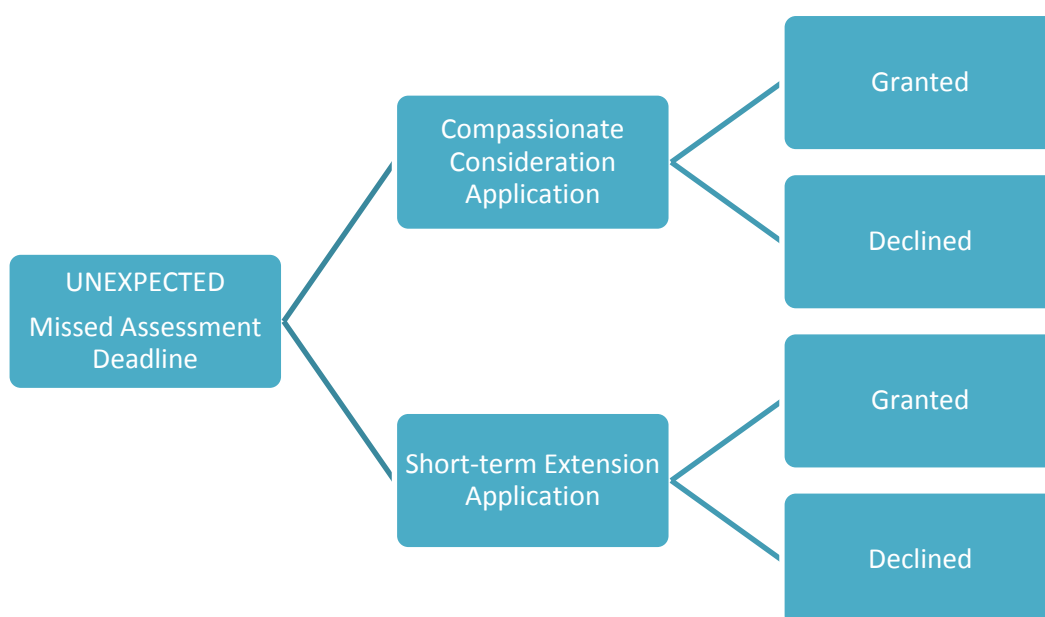 UNEXPECTED
Missed Assessment
Deadline
Compassionate
Consideration
Application
Granted
Declined
Short-term Extension
Application
Granted
Declined